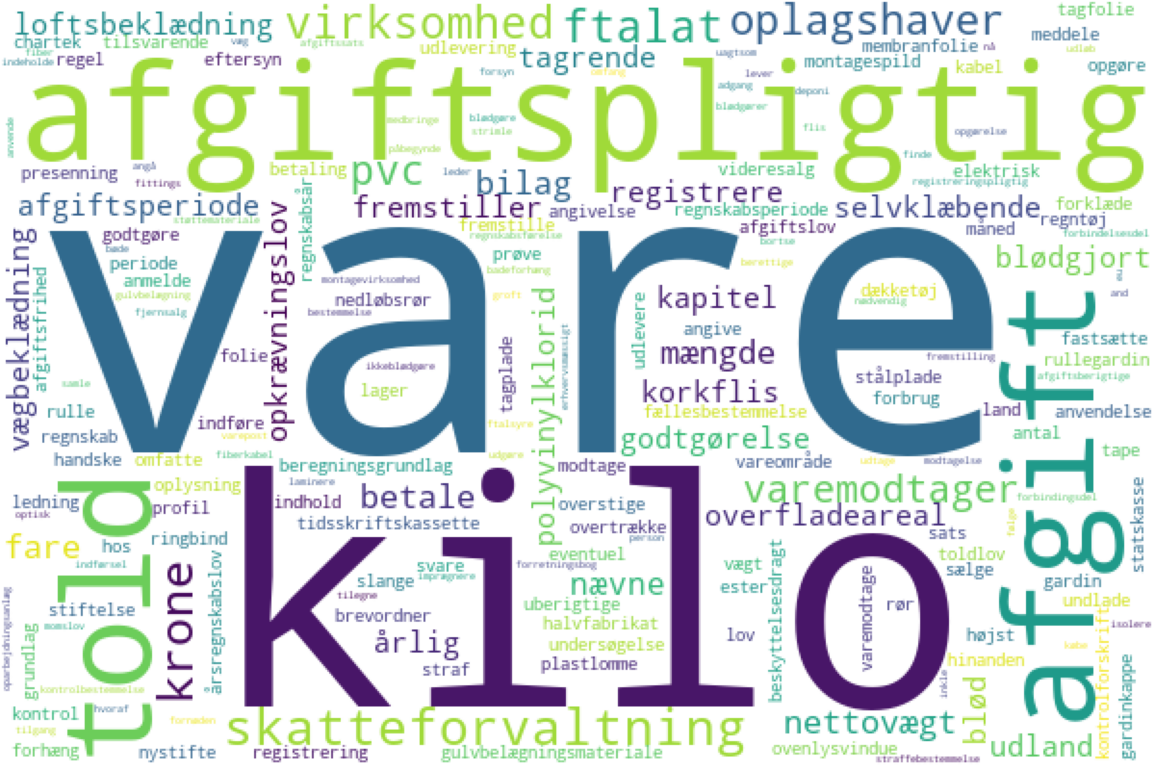 loftsbeklædning virksomhed ftalat oplagshaver tagfolie
chartek tilsvarende væg afgiftssats udlevering tagrende membranfolie nå meddele
fiber indeholde regel eftersyn forsyn omfang uagtsom lever montagespild kabel udløb opgøre
afgiftspligtig
anvende medbringe blødgøre strimle påbegynde adgang deponi blødgører flis opgørelse finde
presenning angå fittings betaling pvc leder bilag videresalg elektrisk registreringspligtig
afgiftsperiode støttemateriale regnskabsår fremstiller angivelse registrere regnskabsperiode selvklæbende forklæde regntøj
godtgøre bøde fremstille regnskabsførelse afgiftslov bortse måned forbindelsesdel
vare
vægbeklædning periode anmelde gulvbelægning fjernsalg afgiftsfrihed opkrævningslov montagevirksomhed badeforhæng prøve berettige blødgjort
nedløbsrør bestemmelse groft polyvinylklorid kapitel dækketøj nødvendig eu and
folie ikkeblødgøre tagplade erhvervsmæssigt udlevere angive mængde fremstilling fastsætte rullegardin
samle rulle lager korkflis stålplade forbrug afgiftsberigtige
regnskab indføre varepost ftalsyre fællesbestemmelse land anvendelse
handske omfatte fiberkabel udgøre godtgørelse antal
told kilo afgift
oplysning beregningsgrundlag laminere modtage vareområde udtage modtagelse tape
ledning optisk profil indhold betale overstige varemodtager forbindingsdel statskasse
tidsskriftskassette overtrække person overfladeareal sats følge
fare hos ringbind svare eventuel forretningsbog toldlov
indførsel krone årsregnskabslov slange imprægnere nævne vægt ester sælge gardin
oparbejdningsanlæg stiftelse tilegne brevordner uberigtige halvfabrikat beskyttelsesdragt varemodtage rør undlade
momslov grundlag årlig undersøgelse lov højst købe isolere
straf plastlomme hinanden kontrolforskrift gardinkappe
kontrolbestemmelse hvoraf inkle
kontrol tilgang fornøden skatteforvaltning nettovægt blød
forhæng nystifte registrering gulvbelægningsmateriale ovenlysvindue straffebestemmelse udland